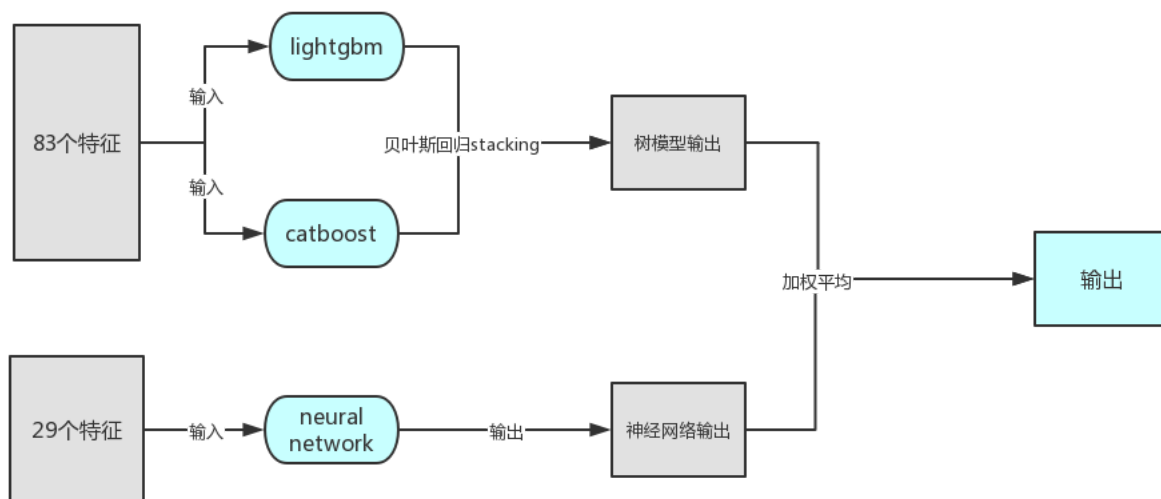 lightgbm
输入
83个特征
贝叶斯回归stacking
树模型输出
输入
catboost
加权平均
输出
29个特征
输入
neural
network
输出
神经网络输出